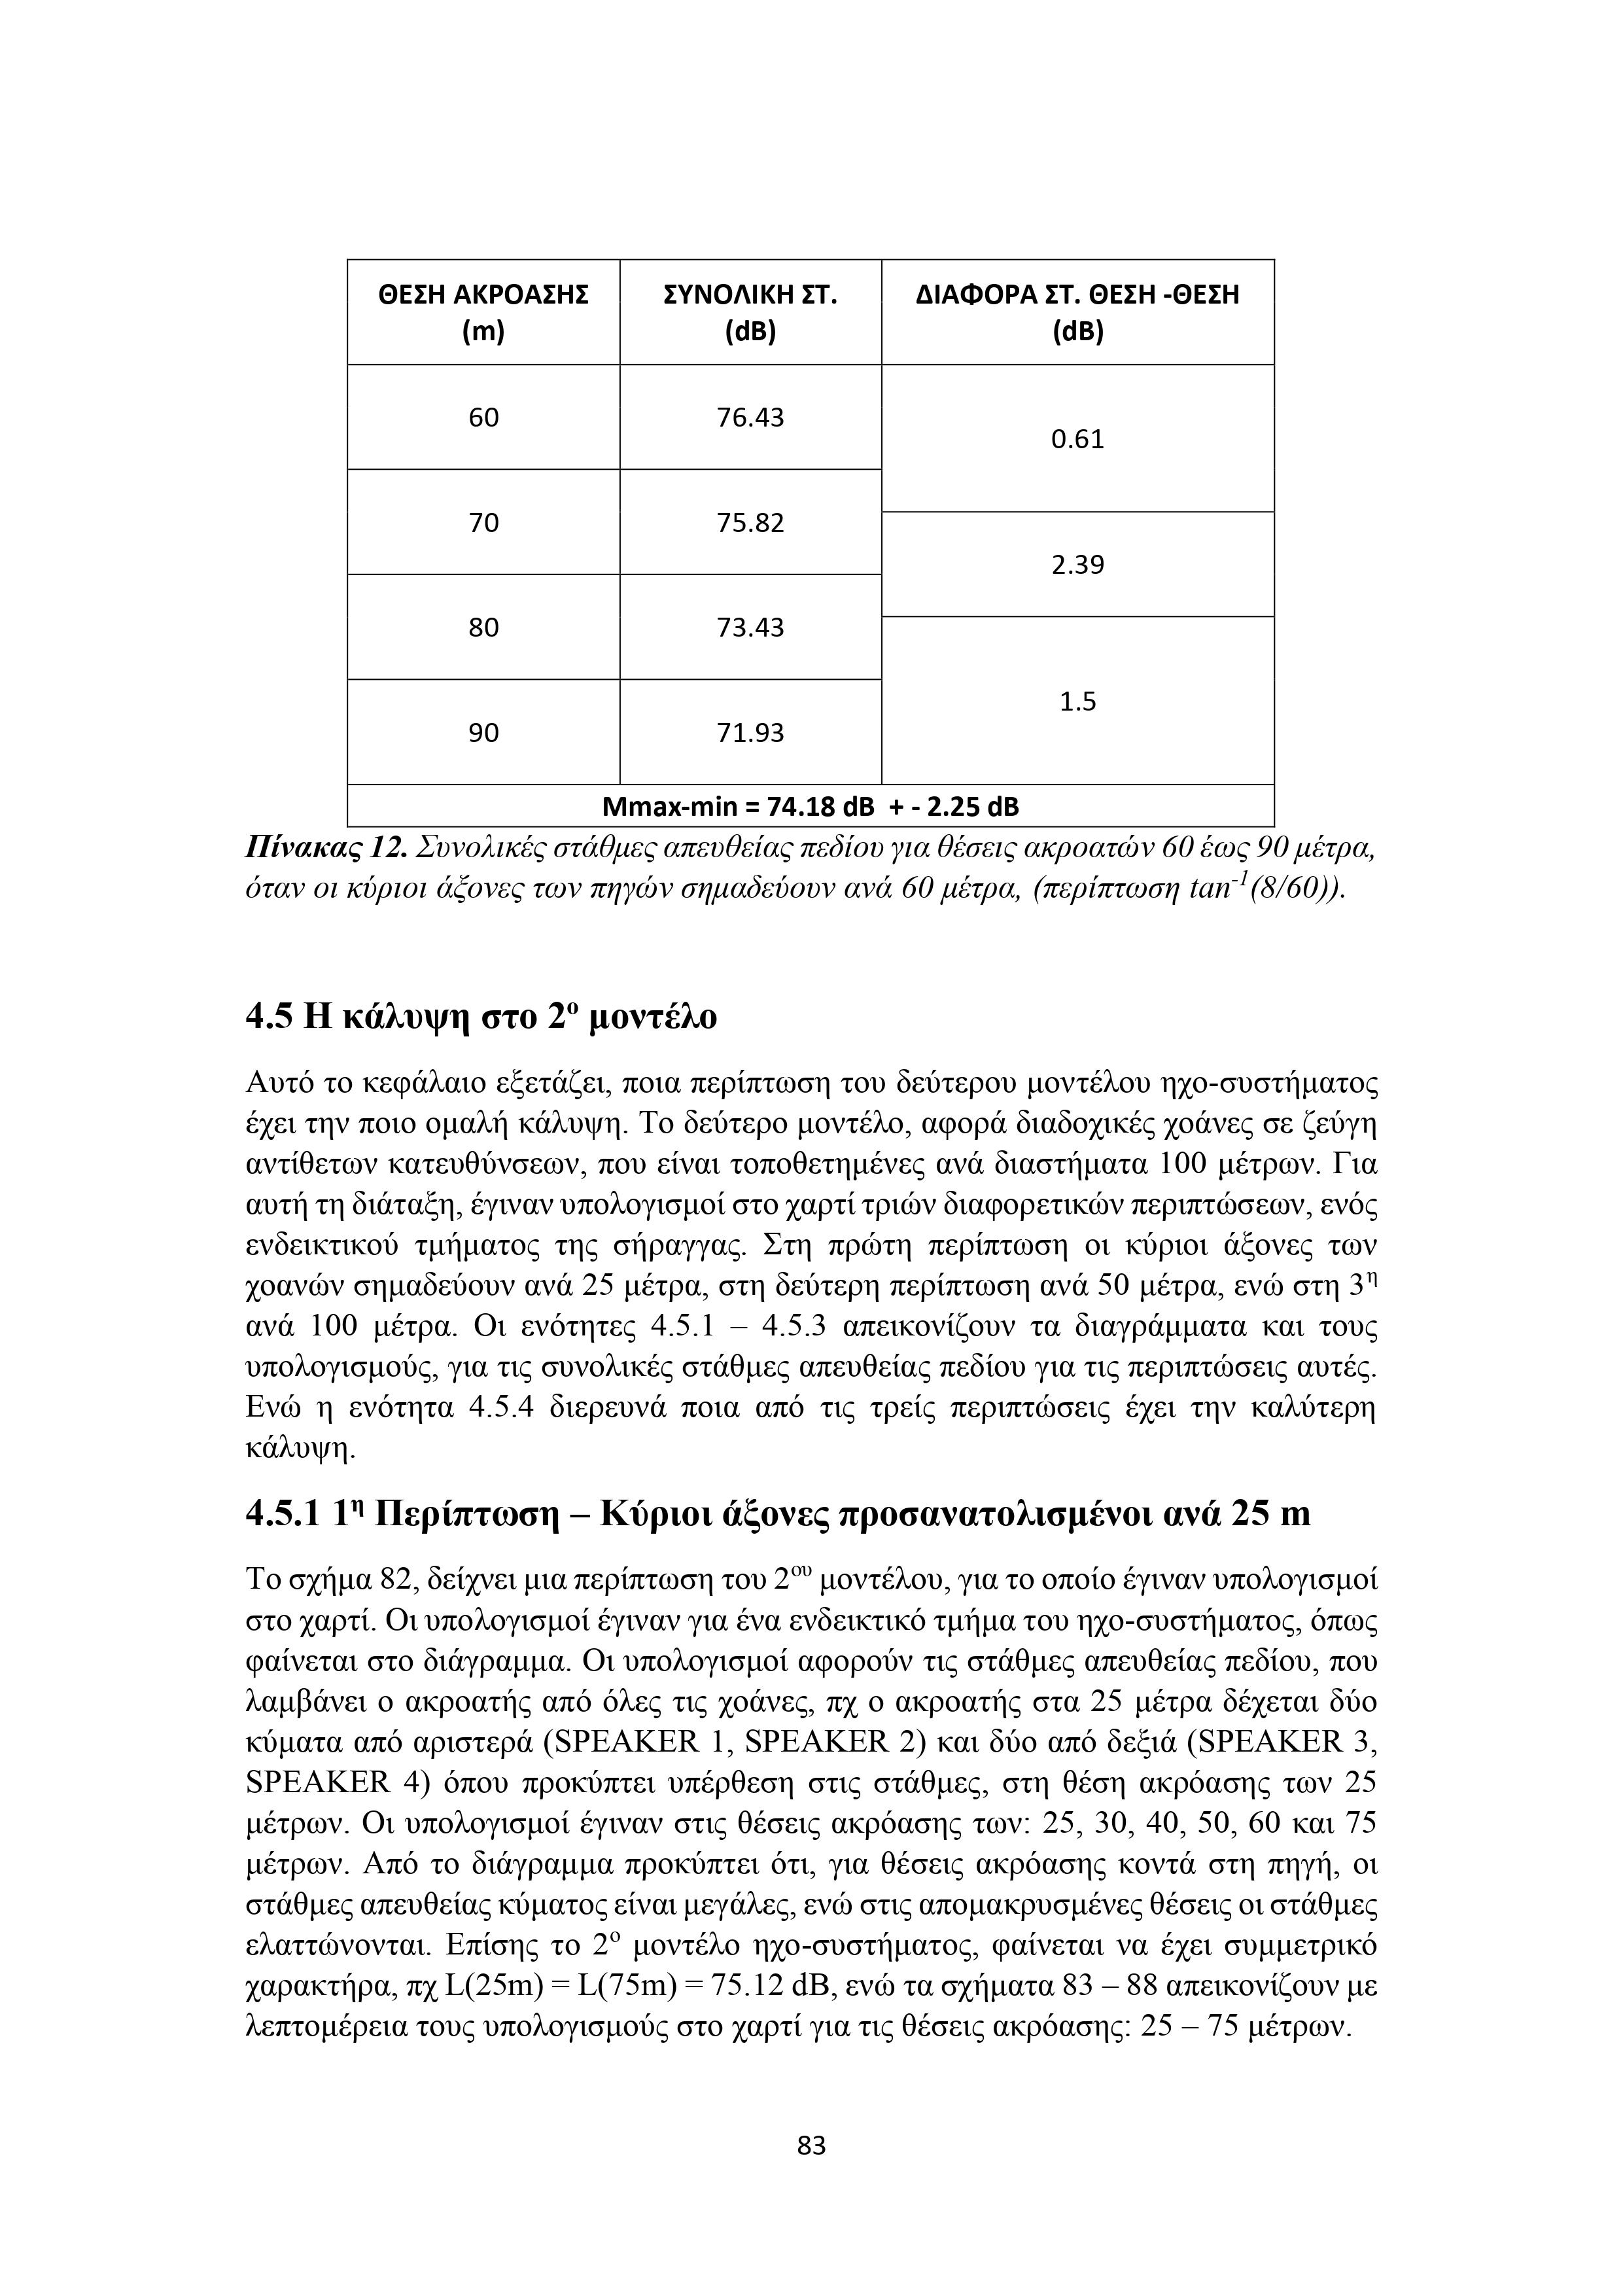 ΘΕΣΗ ΑΚΡΟΑΣΗΣ (m) ΣΥΝΟΛΙΚΗ ΣΤ. (dB) ΔΙΑΦΟΡΑ ΣΤ. ΘΕΣΗ -ΘΕΣΗ (dB)
60 76.43
0.61
70 75.82
2.39
80 73.43
1.5
90 71.93
Mmax-min = 74.18 dB + - 2.25 dB
Πίνακας 12. Συνολικές στάθμες απευθείας πεδίου για θέσεις ακροατών 60 έως 90 μέτρα,
όταν οι κύριοι άξονες των πηγών σημαδεύουν ανά 60 μέτρα, (περίπτωση tan⁻¹(8/60)).
4.5 Η κάλυψη στο 2ο μοντέλο
Αυτό το κεφάλαιο εξετάζει, ποια περίπτωση του δεύτερου μοντέλου ηχο-συστήματος
έχει την ποιο ομαλή κάλυψη. Το δεύτερο μοντέλο, αφορά διαδοχικές χοάνες σε ζεύγη
αντίθετων κατευθύνσεων, που είναι τοποθετημένες ανά διαστήματα 100 μέτρων. Για
αυτή τη διάταξη, έγιναν υπολογισμοί στο χαρτί τριών διαφορετικών περιπτώσεων, ενός
ενδεικτικού τμήματος της σήραγγας. Στη πρώτη περίπτωση οι κύριοι άξονες των
χοανών σημαδεύουν ανά 25 μέτρα, στη δεύτερη περίπτωση ανά 50 μέτρα, ενώ στη 3η
ανά 100 μέτρα. Οι ενότητες 4.5.1 – 4.5.3 απεικονίζουν τα διαγράμματα και τους
υπολογισμούς, για τις συνολικές στάθμες απευθείας πεδίου για τις περιπτώσεις αυτές.
Ενώ η ενότητα 4.5.4 διερευνά ποια από τις τρείς περιπτώσεις έχει την καλύτερη
κάλυψη.
4.5.1 1η Περίπτωση – Κύριοι άξονες προσανατολισμένοι ανά 25 m
Το σχήμα 82, δείχνει μια περίπτωση του 2ου μοντέλου, για το οποίο έγιναν υπολογισμοί
στο χαρτί. Οι υπολογισμοί έγιναν για ένα ενδεικτικό τμήμα του ηχο-συστήματος, όπως
φαίνεται στο διάγραμμα. Οι υπολογισμοί αφορούν τις στάθμες απευθείας πεδίου, που
λαμβάνει ο ακροατής από όλες τις χοάνες, πχ ο ακροατής στα 25 μέτρα δέχεται δύο
κύματα από αριστερά (SPEAKER 1, SPEAKER 2) και δύο από δεξιά (SPEAKER 3,
SPEAKER 4) όπου προκύπτει υπέρθεση στις στάθμες, στη θέση ακρόασης των 25
μέτρων. Οι υπολογισμοί έγιναν στις θέσεις ακρόασης των: 25, 30, 40, 50, 60 και 75
μέτρων. Από το διάγραμμα προκύπτει ότι, για θέσεις ακρόασης κοντά στη πηγή, οι
στάθμες απευθείας κύματος είναι μεγάλες, ενώ στις απομακρυσμένες θέσεις οι στάθμες
ελαττώνονται. Επίσης το 2ο μοντέλο ηχο-συστήματος, φαίνεται να έχει συμμετρικό
χαρακτήρα, πχ L(25m) = L(75m) = 75.12 dB, ενώ τα σχήματα 83 – 88 απεικονίζουν με
λεπτομέρεια τους υπολογισμούς στο χαρτί για τις θέσεις ακρόασης: 25 – 75 μέτρων.
83